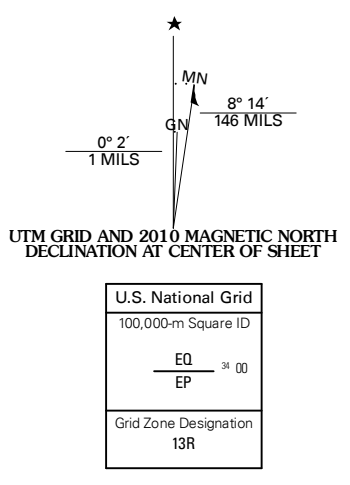 ★
MN
GN
8° 14´
146 MILS
0° 2´
1 MILS
UTM GRID AND 2010 MAGNETIC NORTH
DECLINATION AT CENTER OF SHEET
U.S. National Grid
100,000-m Square ID
EQ
34 00
EP
Grid Zone Designation
13R